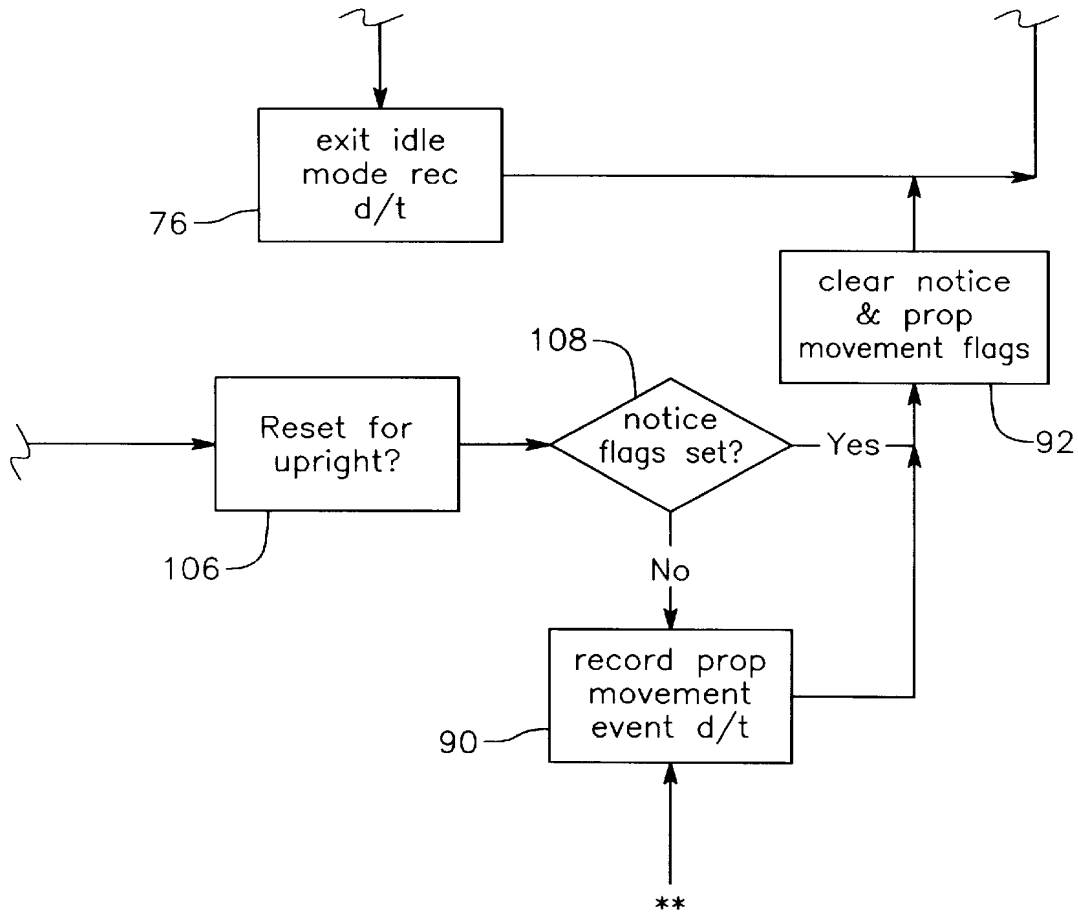 exit idle
mode rec
d/t
76
clear notice
& prop
movement flags
92
108
notice
flags set?
Yes
Reset for
upright?
106
No
record prop
movement
event d/t
90
**